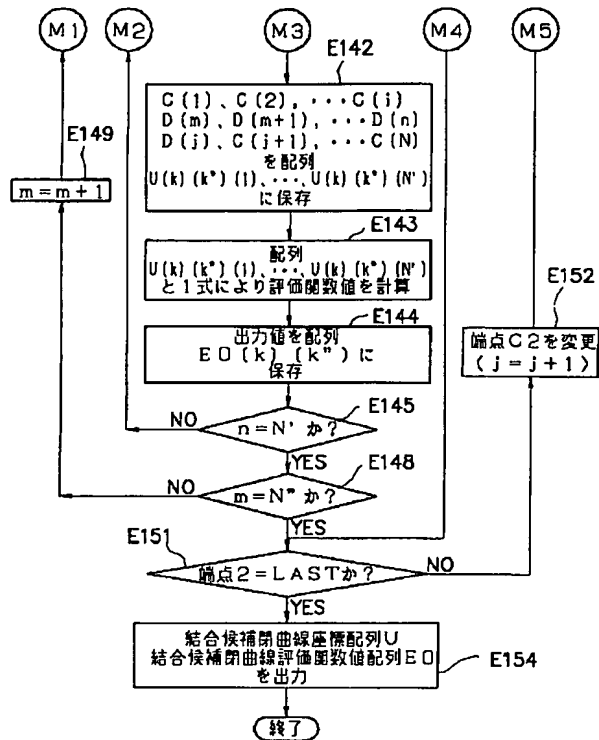 M1
M2
M3
M4
M5
E142
C(1)、C(2), ···C(i)
D(m)、D(m+1), ···D(n)
D(j)、C(j+1), ···C(N)
を配列
U(k)(k")(1)、···、U(k)(k")(N')
に保存
E149
m=m+1
E143
配列
U(k)(k")(1)、···、U(k)(k")(N')
と1式により評価関数値を計算
E152
端点C2を変更
(j=j+1)
E144
出力値を配列
EO(k)(k")に
保存
E145
NO
n=N'か?
YES
E148
NO
m=N"か?
YES
E151
端点2=LASTか?
NO
YES
結合候補閉曲線座標配列U
結合候補閉曲線評価関数値配列EO
を出力
E154
終了